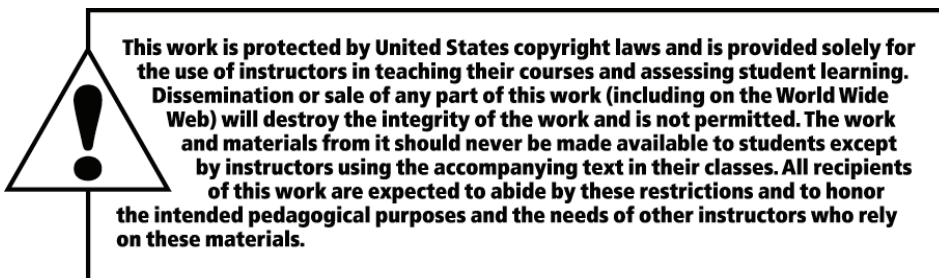 This work is protected by United States copyright laws and is provided solely for
the use of instructors in teaching their courses and assessing student learning.
Dissemination or sale of any part of this work (including on the World Wide
Web) will destroy the integrity of the work and is not permitted. The work
and materials from it should never be made available to students except
by instructors using the accompanying text in their classes. All recipients
of this work are expected to abide by these restrictions and to honor
the intended pedagogical purposes and the needs of other instructors who rely
on these materials.